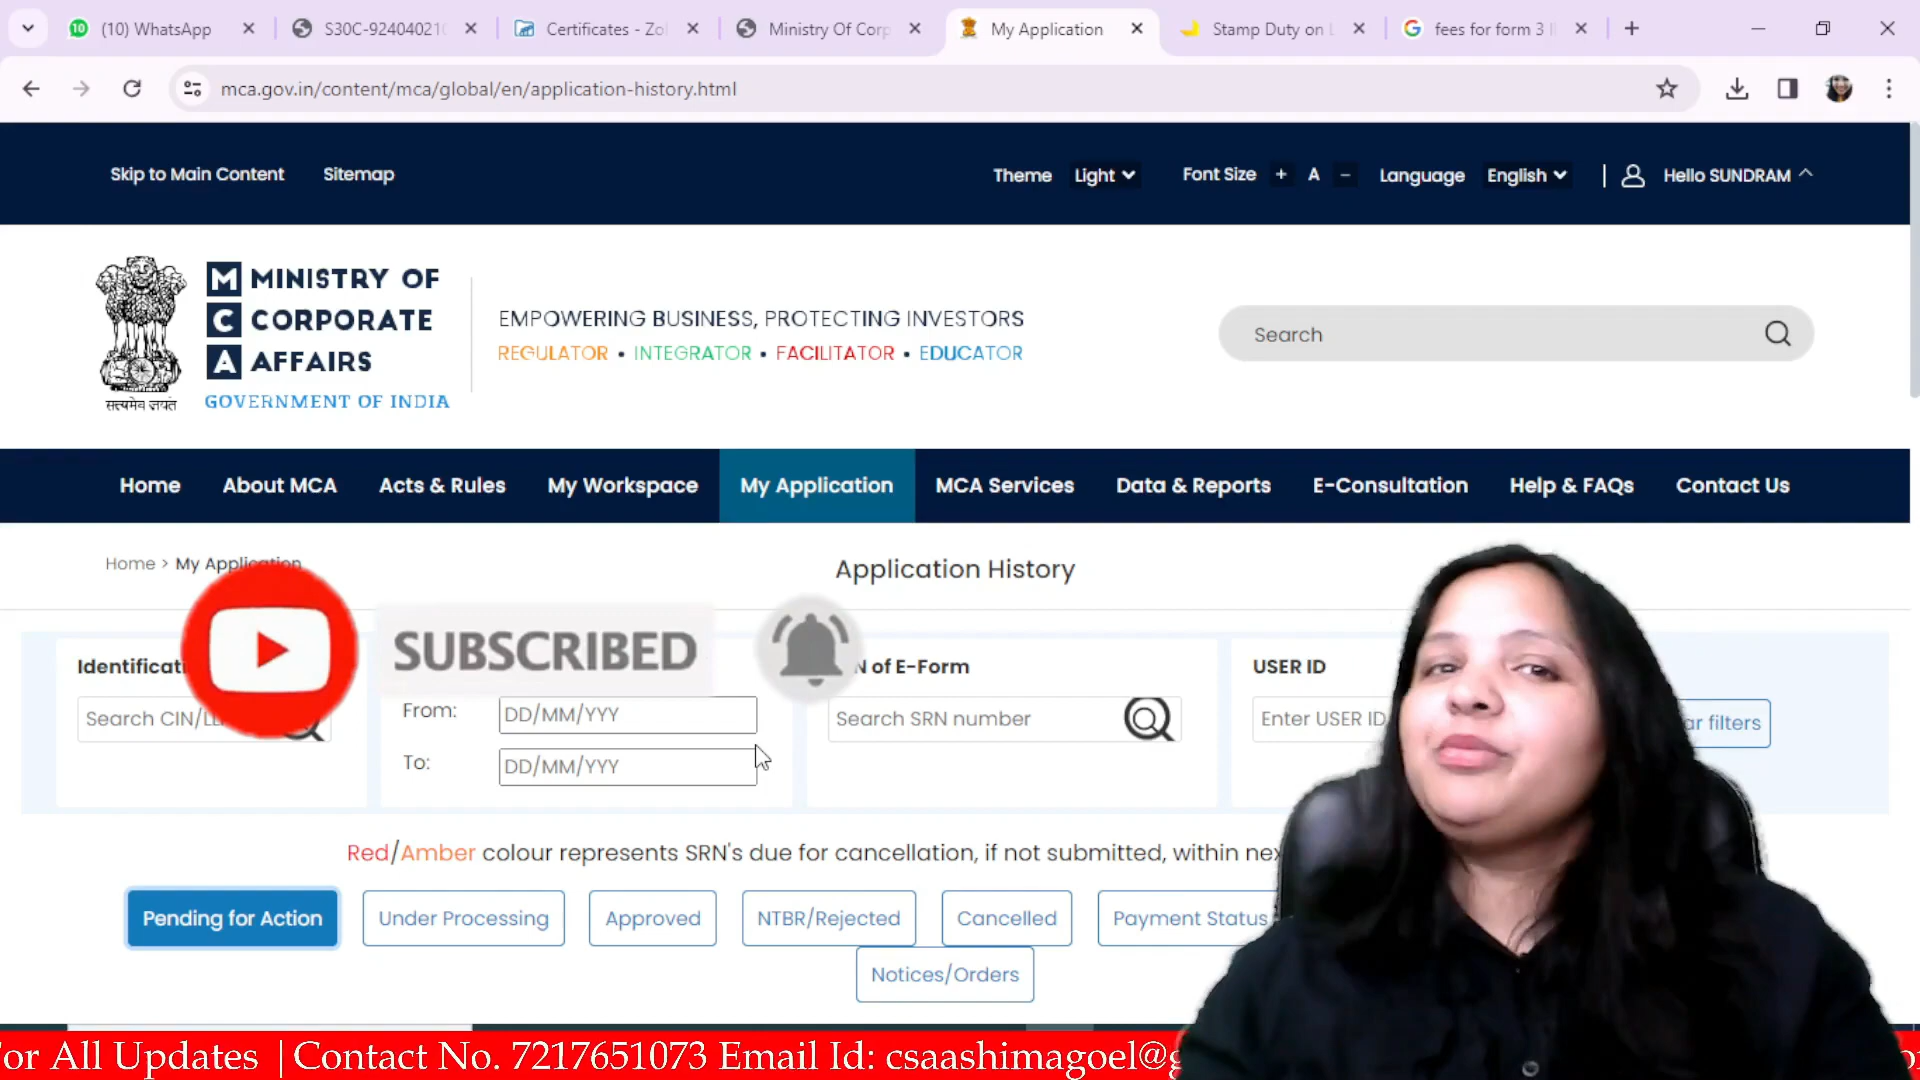 (10) WhatsApp
S30C-92404021
Certificates - Zol
Ministry Of Corp
My Application
Stamp Duty on L
fees for form 3 ll
mca.gov.in/content/mca/global/en/application-history.html
Skip to Main Content
Sitemap
Theme
Light
Font Size
+
A
-
Language
English
Hello SUNDRAM
सत्यमेव जयते
M MINISTRY OF
C CORPORATE
A AFFAIRS
GOVERNMENT OF INDIA
EMPOWERING BUSINESS, PROTECTING INVESTORS
REGULATOR • INTEGRATOR • FACILITATOR • EDUCATOR
Search
Home
About MCA
Acts & Rules
My Workspace
My Application
MCA Services
Data & Reports
E-Consultation
Help & FAQs
Contact Us
Home > My Application
Application History
SUBSCRIBED
Identificati
Search CIN/LL
From:
DD/MM/YYY
To:
DD/MM/YYY
N of E-Form
Search SRN number
USER ID
Enter USER ID
ar filters
Red/Amber colour represents SRN's due for cancellation, if not submitted, within nex
Pending for Action
Under Processing
Approved
NTBR/Rejected
Cancelled
Payment Status
Notices/Orders
For All Updates | Contact No. 7217651073 Email Id: csaashimagoel@g